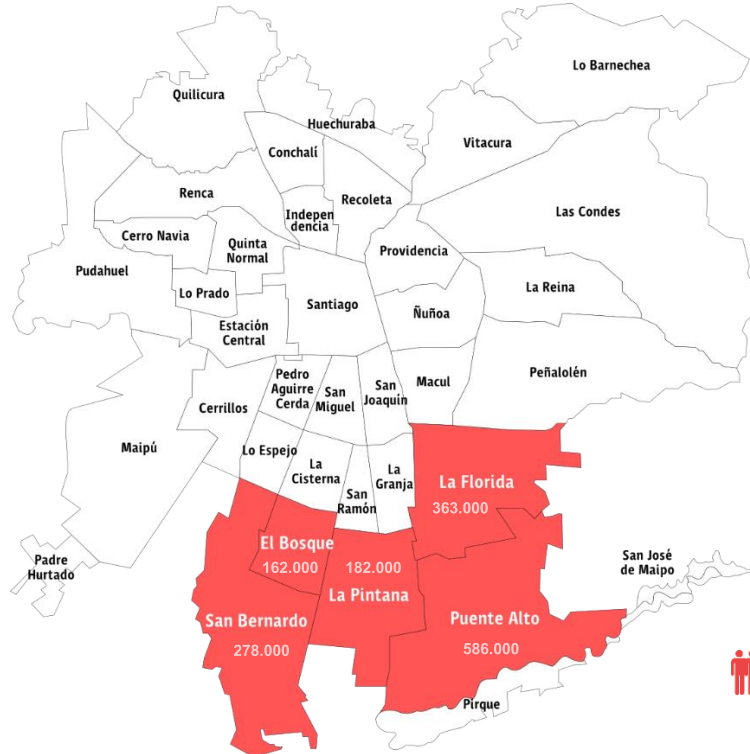 Lo Barnechea
Quilicura
Huechuraba
Vitacura
Conchalí
Renca
Recoleta
Indepen
dencia
Las Condes
Cerro Navia
Quinta
Normal
Providencia
Pudahuel
La Reina
Lo Prado
Santiago
Ñuñoa
Estación
Central
Peñalolén
Pedro
Aguirre
Cerda
San
Miguel
San
Joaquín
Macul
Cerrillos
Maipú
Lo Espejo
La
Cisterna
San
Ramón
La
Granja
La Florida
363.000
El Bosque
162.000
182.000
La Pintana
Padre
Hurtado
San José
de Maipo
San Bernardo
278.000
Puente Alto
586.000
Pirque